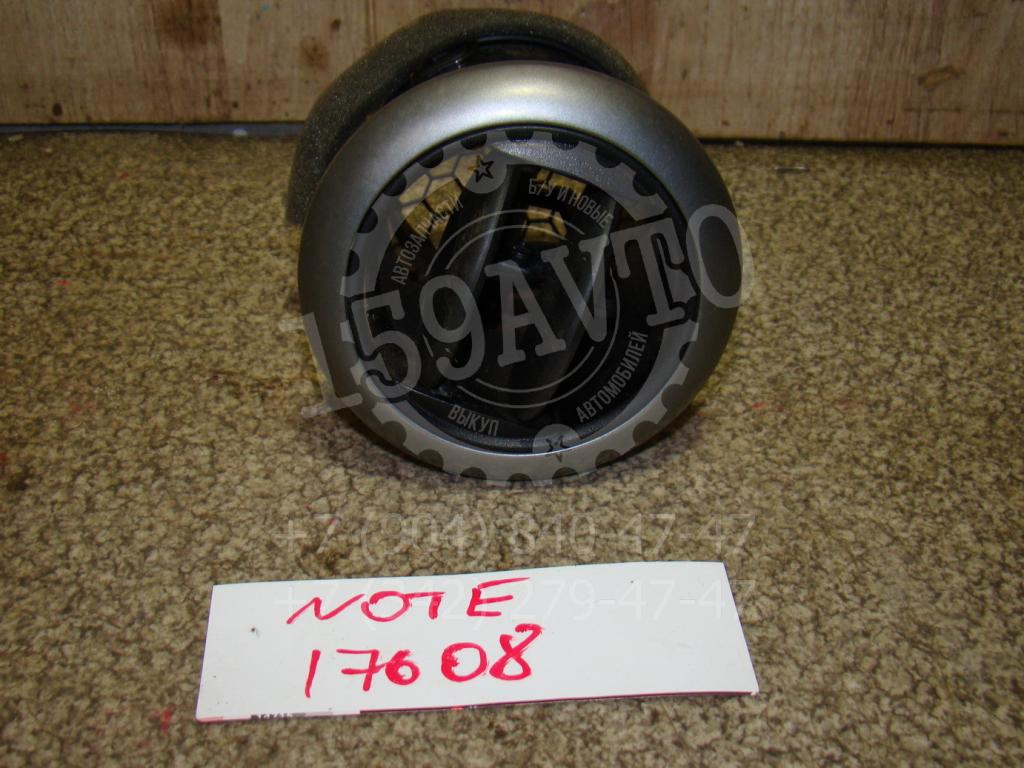 АВТОЗАПЧАСТИ
Б/У И НОВЫЕ
159AVTO
ВЫКУП
АВТОМОБИЛЕЙ
+7 (904) 840-47-47
+7 (342) 279-47-47
NOTE
17608